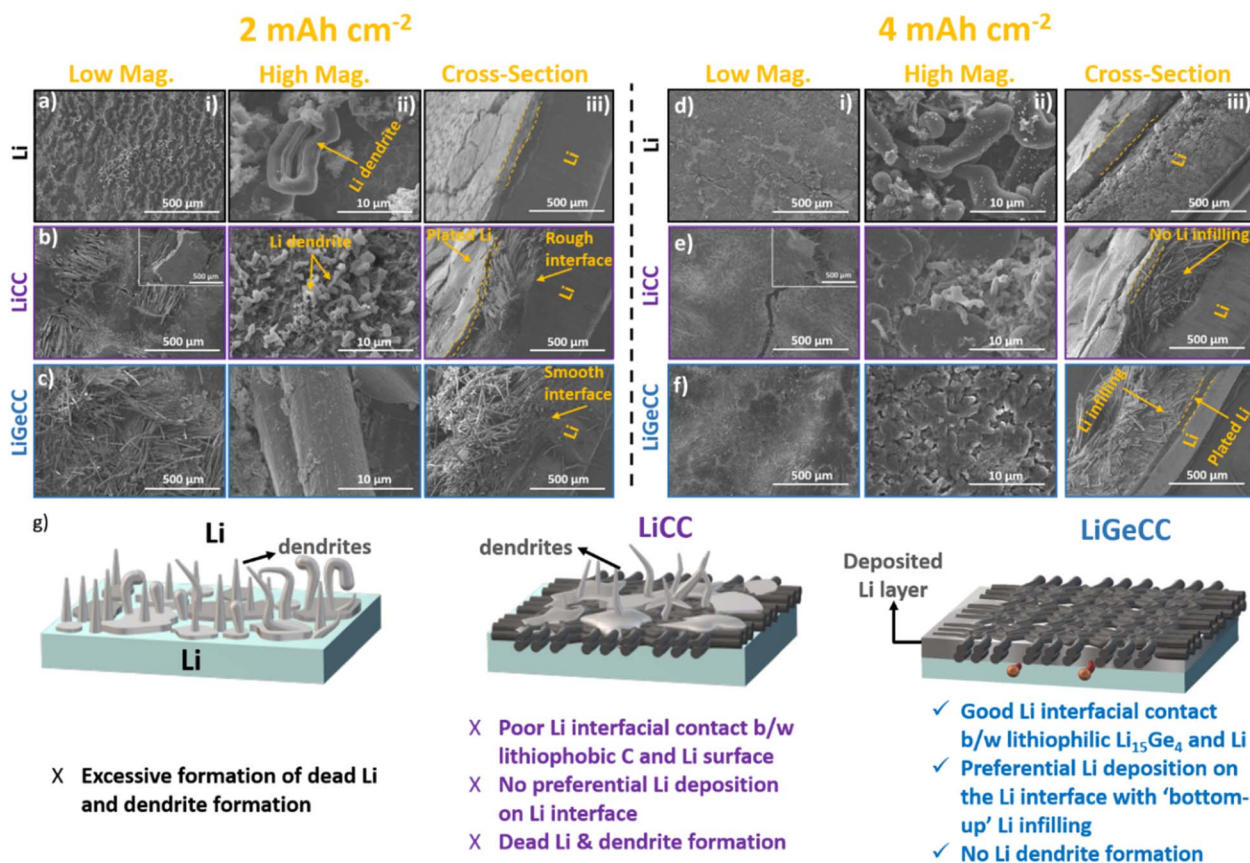 2 mAh cm-2
4 mAh cm-2
Low Mag.
High Mag.
Cross-Section
Low Mag.
High Mag.
Cross-Section
Li
a)
i)
500 µm
ii)
Li dendrite
10 µm
iii)
Li
500 µm
Li
d)
i)
500 µm
ii)
10 µm
iii)
Li
500 µm
LiCC
b)
500 µm
500 µm
Li dendrite
10 µm
Plated Li
Rough
interface
Li
500 µm
LiCC
e)
500 µm
500 µm
10 µm
No Li infilling
Li
500 µm
LiGeCC
c)
500 µm
10 µm
Smooth
interface
Li
500 µm
LiGeCC
f)
500 µm
10 µm
Li infilling
Li
Plated Li
500 µm
g)
Li
dendrites
Li
LiCC
dendrites
LiGeCC
Deposited
Li layer
X Excessive formation of dead Li
and dendrite formation
X Poor Li interfacial contact b/w
lithiophobic C and Li surface
X No preferential Li deposition
on Li interface
X Dead Li & dendrite formation
✓ Good Li interfacial contact
b/w lithiophilic Li15Ge4 and Li
✓ Preferential Li deposition on
the Li interface with ‘bottom-
up’ Li infilling
✓ No Li dendrite formation